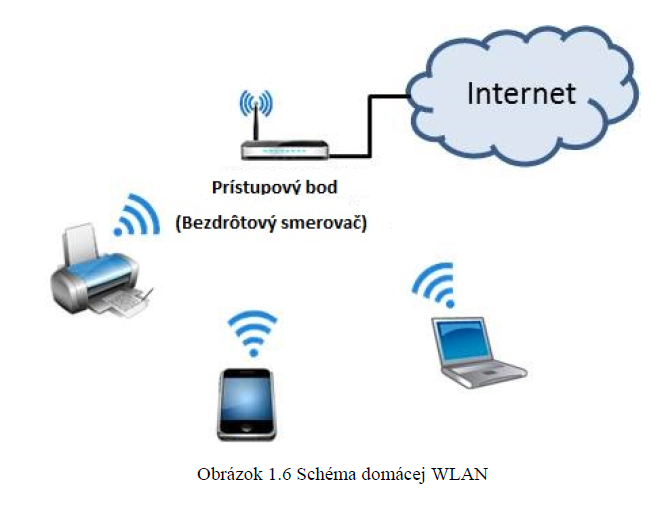 Internet
Prístupový bod
(Bezdrôtový smerovač)
Obrázok 1.6 Schéma domácej WLAN